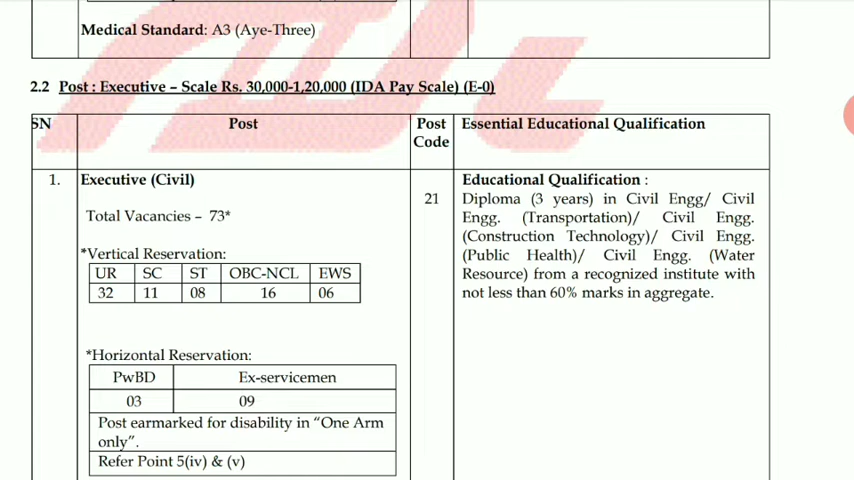 Medical Standard: A3 (Aye-Three)
2.2 Post : Executive – Scale Rs. 30,000-1,20,000 (IDA Pay Scale) (E-0)
SN Post Post Code Essential Educational Qualification
1. Executive (Civil)
Total Vacancies – 73*
*Vertical Reservation:
UR SC ST OBC-NCL EWS
32 11 08 16 06
*Horizontal Reservation:
PwBD Ex-servicemen
03 09
Post earmarked for disability in “One Arm
only”.
Refer Point 5(iv) & (v)
21
Educational Qualification :
Diploma (3 years) in Civil Engg/ Civil
Engg. (Transportation)/ Civil Engg.
(Construction Technology)/ Civil Engg.
(Public Health)/ Civil Engg. (Water
Resource) from a recognized institute with
not less than 60% marks in aggregate.